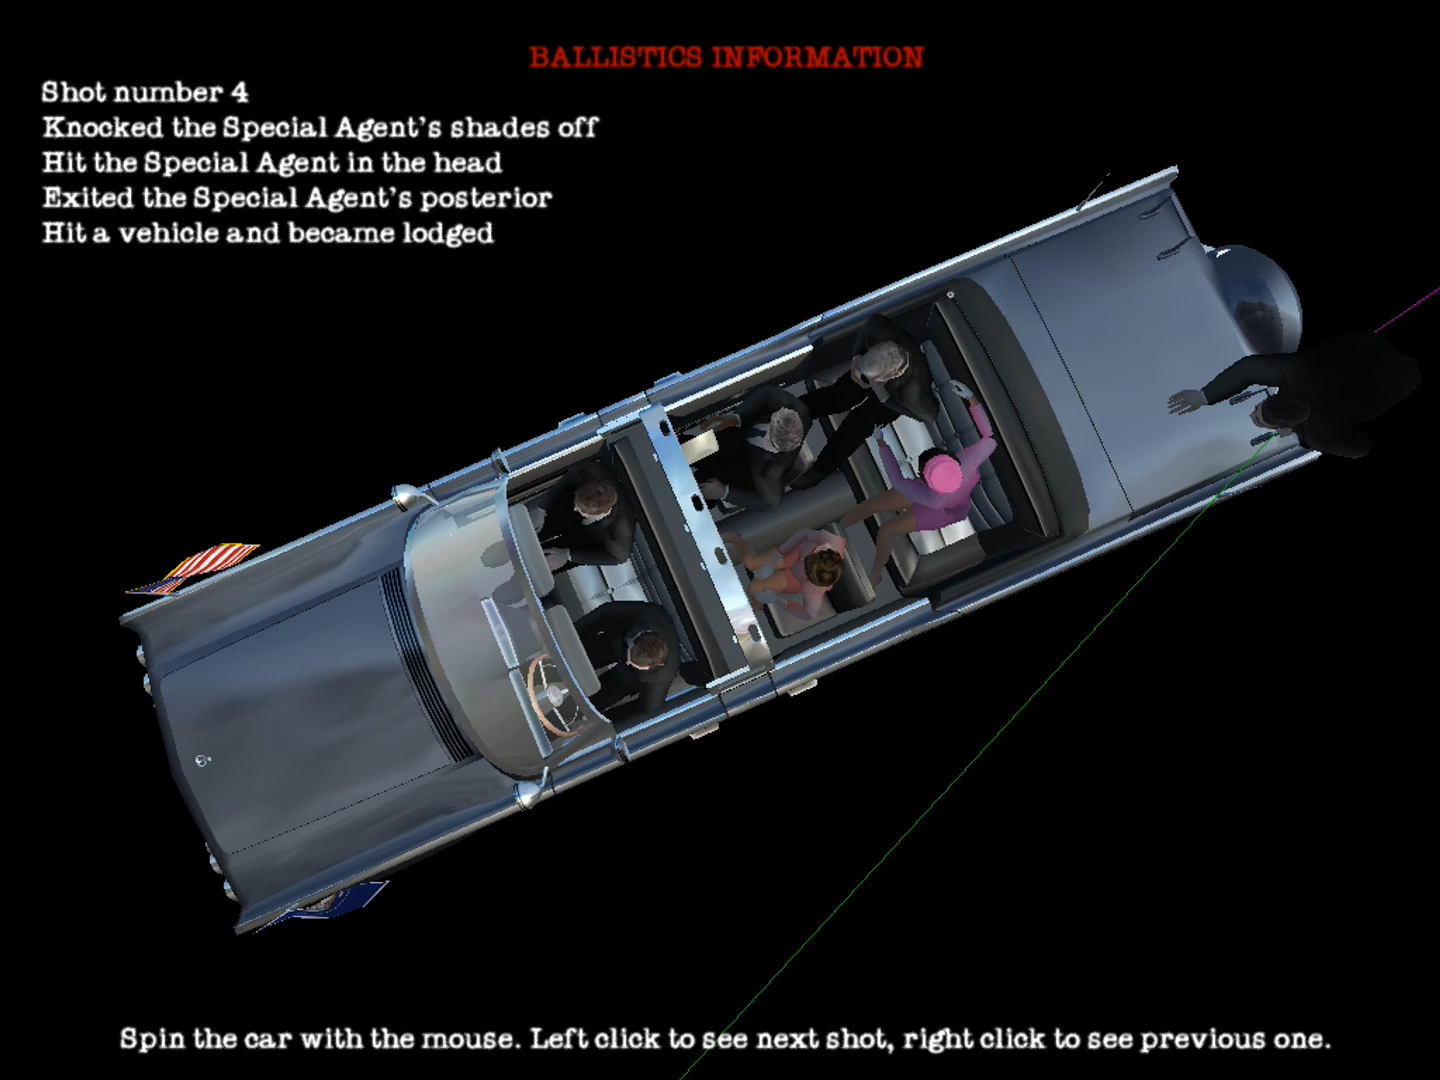 BALLISTICS INFORMATION
Shot number 4
Knocked the Special Agent's shades off
Hit the Special Agent in the head
Exited the Special Agent's posterior
Hit a vehicle and became lodged
Spin the car with the mouse. Left click to see next shot, right click to see previous one.